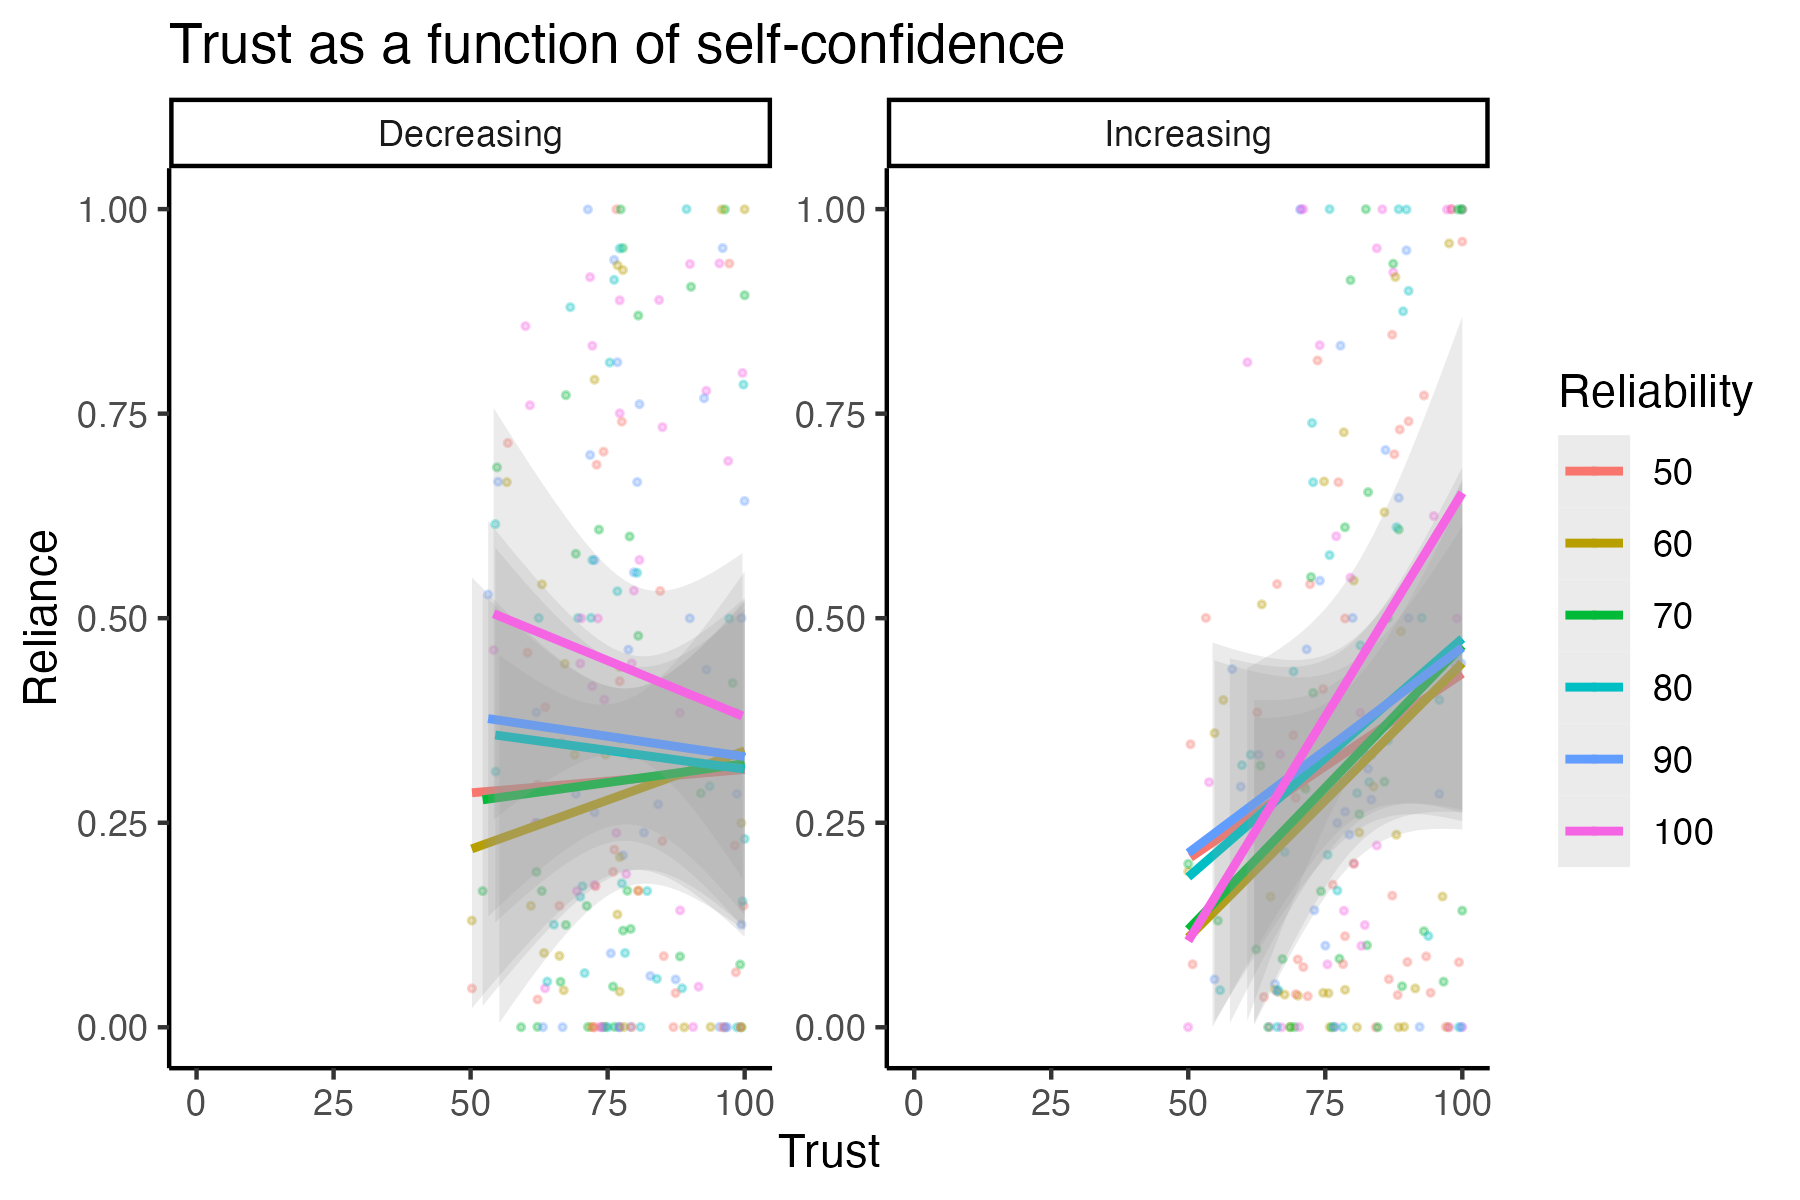 Trust as a function of self-confidence
Decreasing
Increasing
1.00
0.75
0.50
0.25
0.00
1.00
0.75
0.50
0.25
0.00
Reliance
0 25 50 75 100
0 25 50 75 100
Trust
Reliability
50
60
70
80
90
100